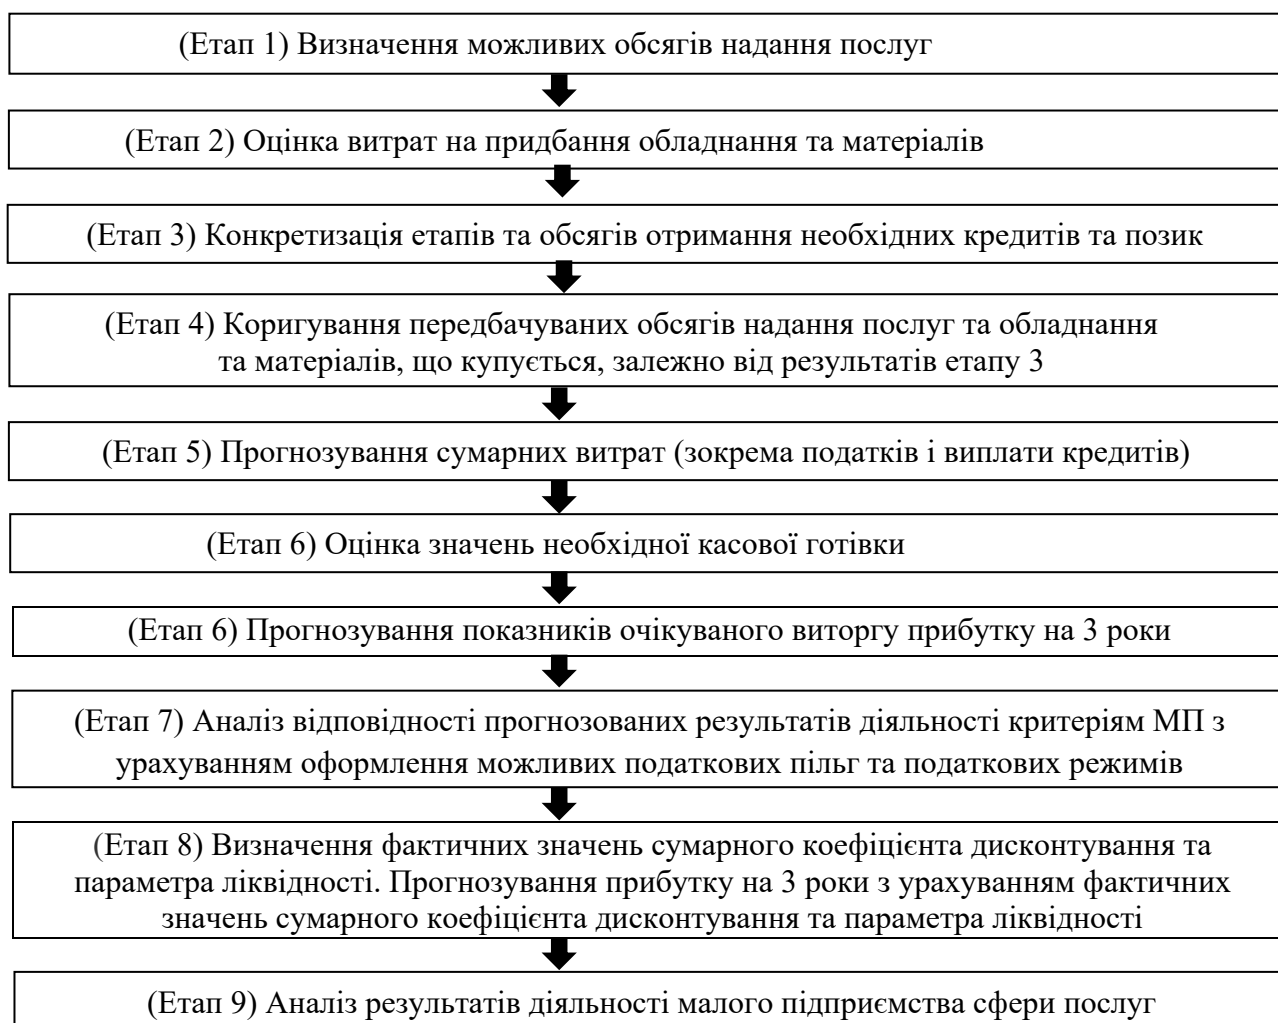 (Етап 1) Визначення можливих обсягів надання послуг
(Етап 2) Оцінка витрат на придбання обладнання та матеріалів
(Етап 3) Конкретизація етапів та обсягів отримання необхідних кредитів та позик
(Етап 4) Коригування передбачуваних обсягів надання послуг та обладнання
та матеріалів, що купується, залежно від результатів етапу 3
(Етап 5) Прогнозування сумарних витрат (зокрема податків і виплати кредитів)
(Етап 6) Оцінка значень необхідної касової готівки
(Етап 6) Прогнозування показників очікуваного виторгу прибутку на 3 роки
(Етап 7) Аналіз відповідності прогнозованих результатів діяльності критеріям МП з
урахуванням оформлення можливих податкових пільг та податкових режимів
(Етап 8) Визначення фактичних значень сумарного коефіцієнта дисконтування та
параметра ліквідності. Прогнозування прибутку на 3 роки з урахуванням фактичних
значень сумарного коефіцієнта дисконтування та параметра ліквідності
(Етап 9) Аналіз результатів діяльності малого підприємства сфери послуг